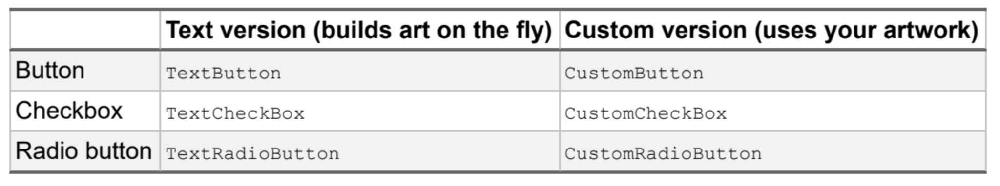 Text version (builds art on the fly) Custom version (uses your artwork)
Button TextButton CustomButton
Checkbox TextCheckBox CustomCheckBox
Radio button TextRadioButton CustomRadioButton